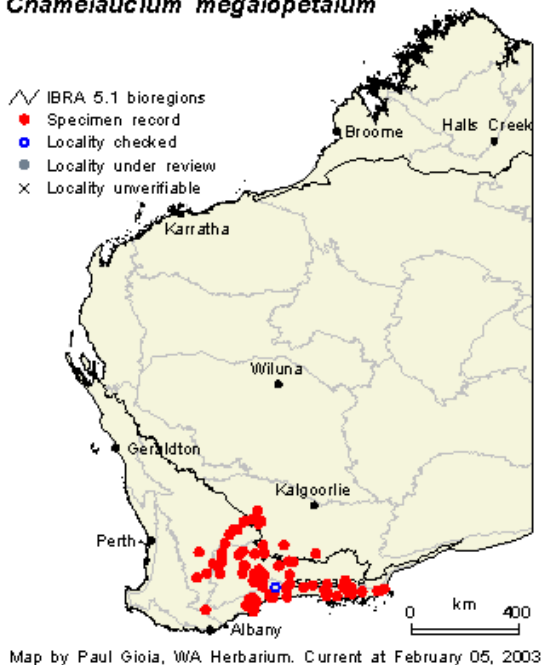 Chamelaucium megalopetalum
IBRA 5.1 bioregions
Specimen record
Locality checked
Locality under review
Locality unverifiable
Broome
Halls Creek
Karratha
Wiluna
Geraldton
Kalgoorlie
Perth
Esperance
Albany
0 km 400
Map by Paul Gioia, WA Herbarium. Current at February 05, 2003